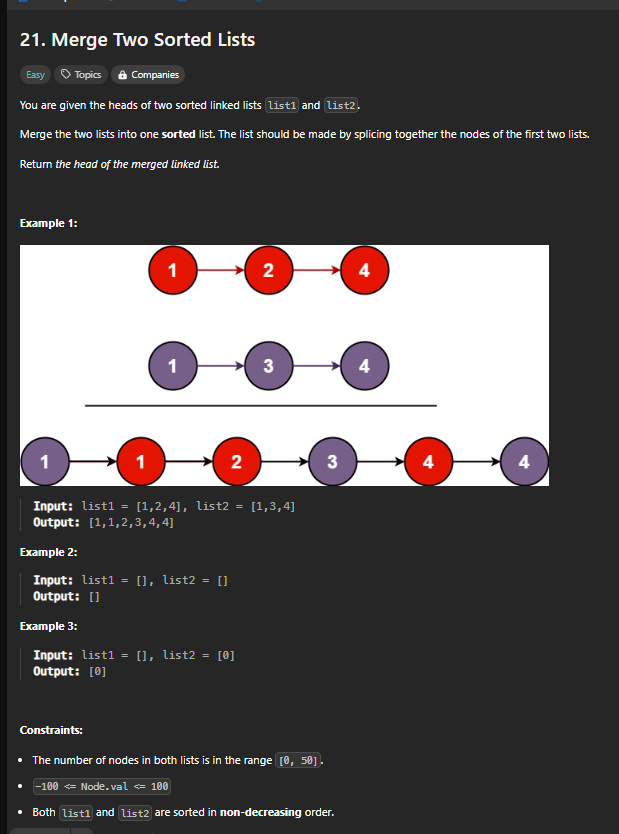 21. Merge Two Sorted Lists
Easy Topics Companies
You are given the heads of two sorted linked lists list1 and list2.
Merge the two lists into one sorted list. The list should be made by splicing together the nodes of the first two lists.
Return the head of the merged linked list.
Example 1:
1 2 4
1 3 4
1 1 2 3 4 4
Input: list1 = [1,2,4], list2 = [1,3,4]
Output: [1,1,2,3,4,4]
Example 2:
Input: list1 = [], list2 = []
Output: []
Example 3:
Input: list1 = [], list2 = [0]
Output: [0]
Constraints:
• The number of nodes in both lists is in the range [0, 50].
• -100 <= Node.val <= 100
• Both list1 and list2 are sorted in non-decreasing order.